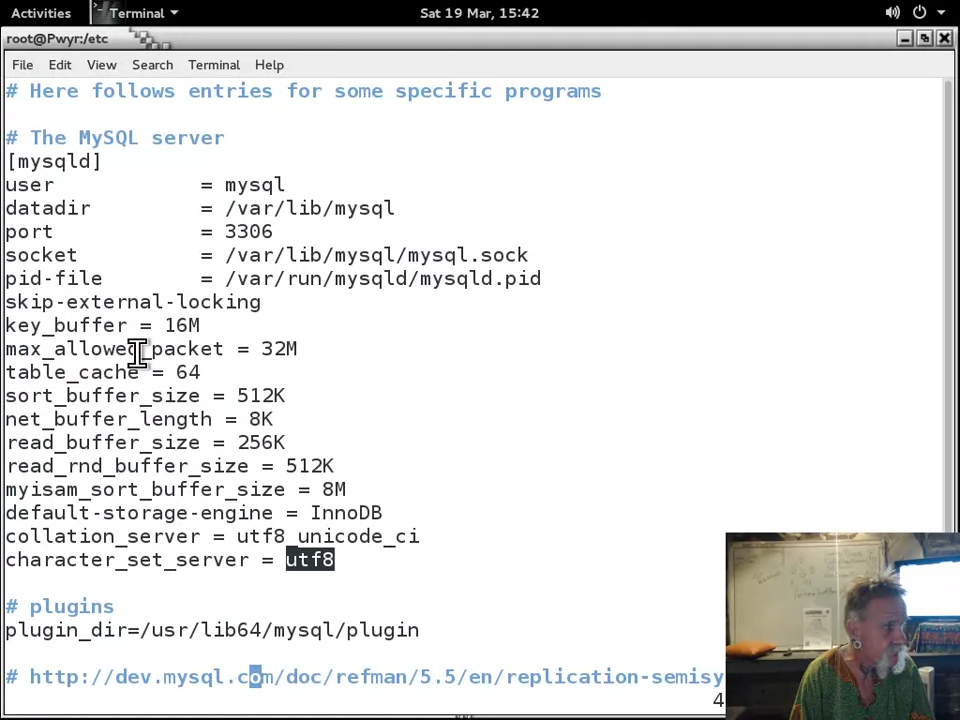 Activities Terminal Sat 19 Mar, 15:42
root@Pwyr:/etc
File Edit View Search Terminal Help
# Here follows entries for some specific programs
# The MySQL server
[mysqld]
user = mysql
datadir = /var/lib/mysql
port = 3306
socket = /var/lib/mysql/mysql.sock
pid-file = /var/run/mysqld/mysqld.pid
skip-external-locking
key_buffer = 16M
max_allowed_packet = 32M
table_cache = 64
sort_buffer_size = 512K
net_buffer_length = 8K
read_buffer_size = 256K
read_rnd_buffer_size = 512K
myisam_sort_buffer_size = 8M
default-storage-engine = InnoDB
collation_server = utf8_unicode_ci
character_set_server = utf8
# plugins
plugin_dir=/usr/lib64/mysql/plugin
# http://dev.mysql.com/doc/refman/5.5/en/replication-semisy
4